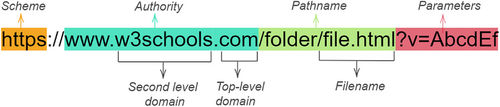 Scheme Authority Pathname Parameters
https://www.w3schools.com/folder/file.html?v=AbcdEf
Second level domain Top-level domain Filename